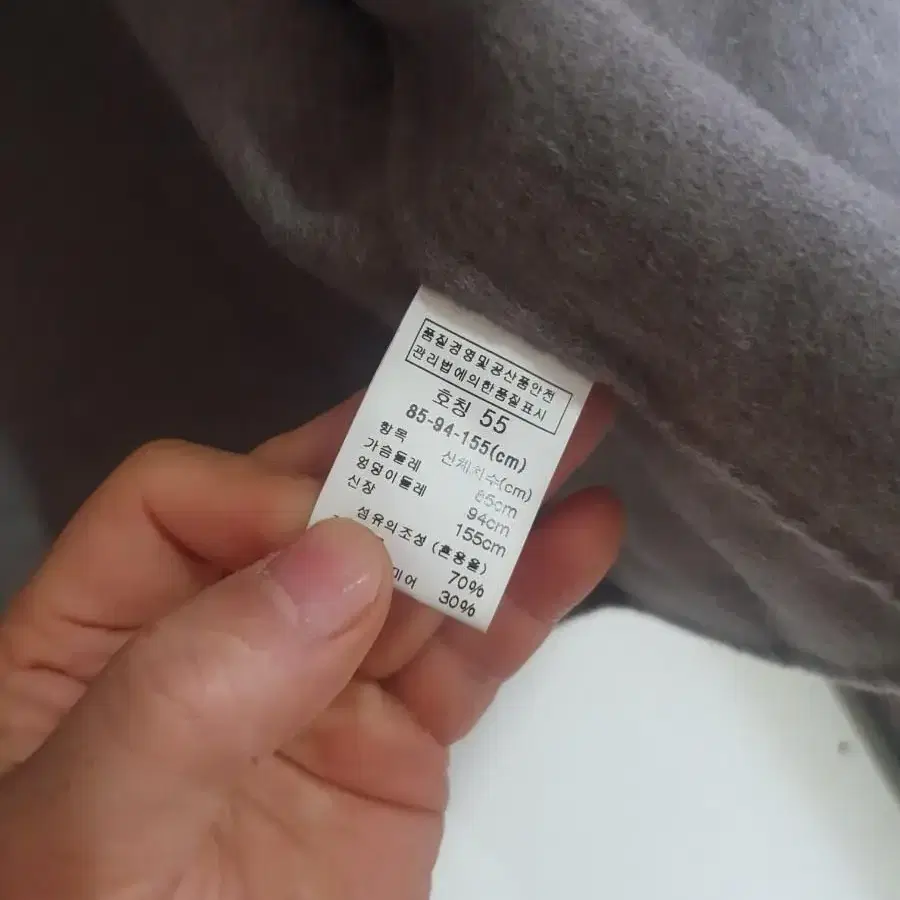 품질경영및공산품안전
관리법에의한품질표시
호칭 55
85-94-155(cm)
항목 신체치수(cm)
가슴둘레 85cm
엉덩이둘레 94cm
신장 155cm
섬유의조성 (혼용율)
70%
미어 30%